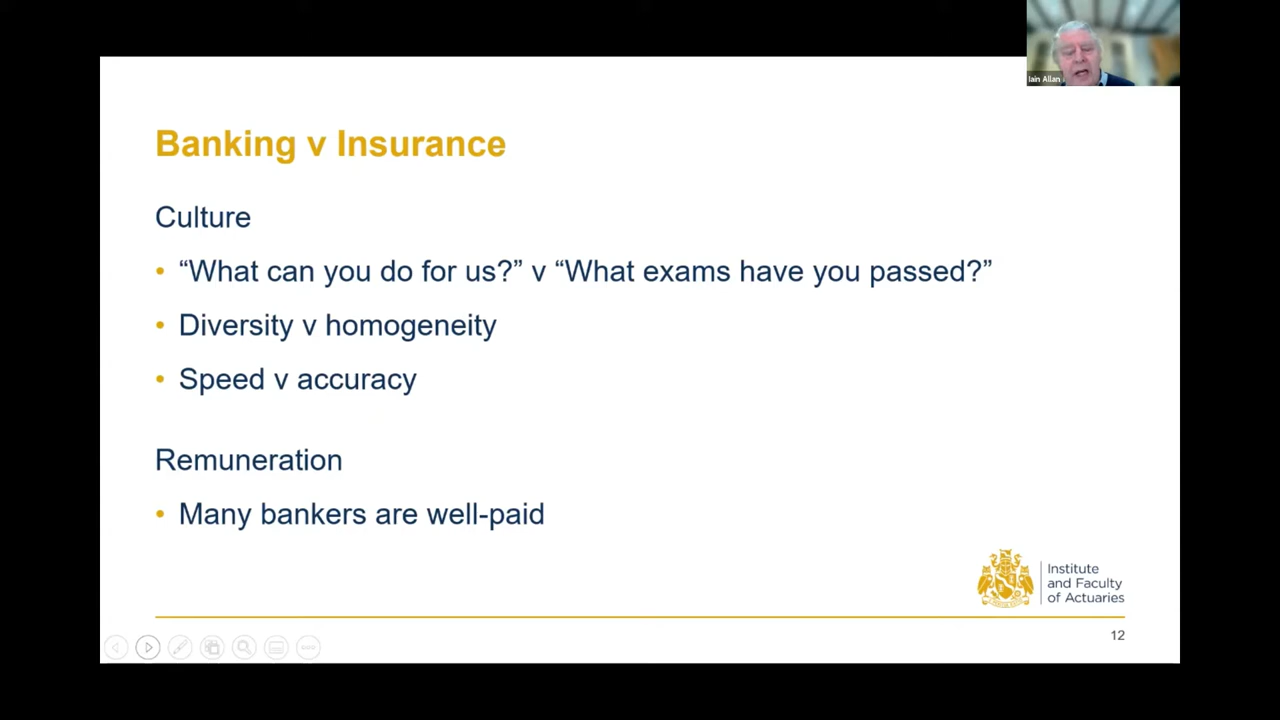 Iain Allan
Banking v Insurance
Culture
• “What can you do for us?” v “What exams have you passed?”
• Diversity v homogeneity
• Speed v accuracy
Remuneration
• Many bankers are well-paid
Institute
and Faculty
of Actuaries
12